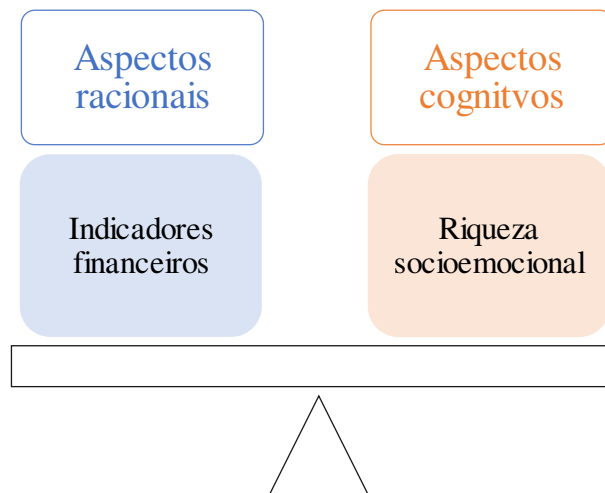 Aspectos
racionais
Aspectos
cognitvos
Indicadores
financeiros
Riqueza
socioemocional